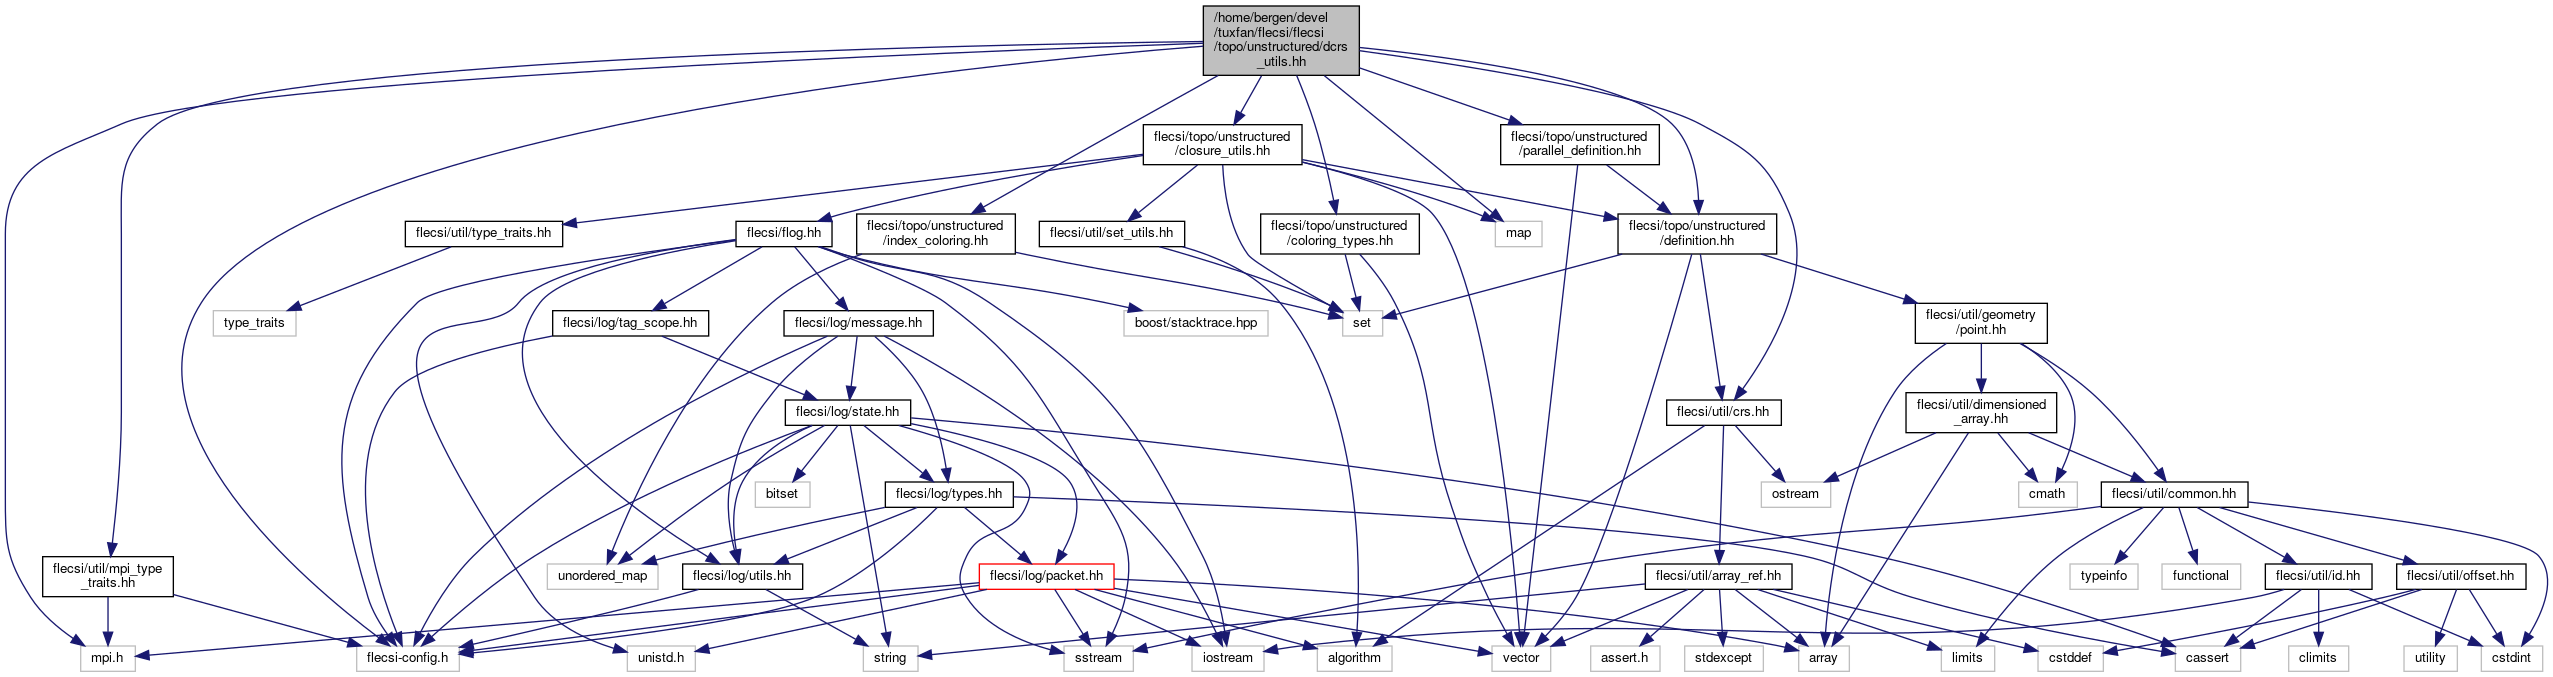 /home/bergen/devel
/tuxfan/flecsi/flecsi
/topo/unstructured/dcrs
_utils.hh
flecsi/topo/unstructured
/closure_utils.hh
flecsi/topo/unstructured
/parallel_definition.hh
flecsi/util/type_traits.hh
flecsi/flog.hh
flecsi/topo/unstructured
/index_coloring.hh
flecsi/util/set_utils.hh
flecsi/topo/unstructured
/coloring_types.hh
map
flecsi/topo/unstructured
/definition.hh
type_traits
flecsi/log/tag_scope.hh
flecsi/log/message.hh
boost/stacktrace.hpp
set
flecsi/util/geometry
/point.hh
flecsi/log/state.hh
flecsi/util/crs.hh
flecsi/util/dimensioned
_array.hh
bitset
flecsi/log/types.hh
ostream
cmath
flecsi/util/common.hh
flecsi/util/mpi_type
_traits.hh
unordered_map
flecsi/log/utils.hh
flecsi/log/packet.hh
flecsi/util/array_ref.hh
typeinfo
functional
flecsi/util/id.hh
flecsi/util/offset.hh
mpi.h
flecsi-config.h
unistd.h
string
sstream
iostream
algorithm
vector
assert.h
stdexcept
array
limits
cstddef
cassert
climits
utility
cstdint